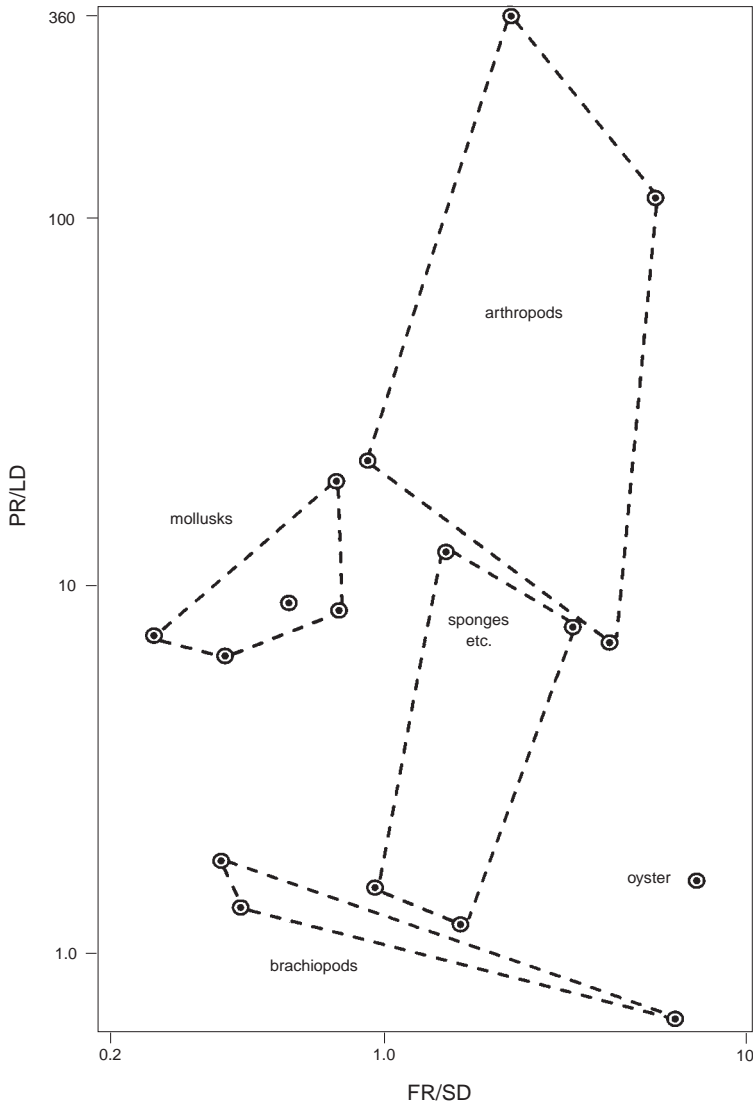 360
100
arthropods
PR/LD
mollusks
10
sponges
etc.
oyster
1.0
brachiopods
0.2
1.0
10
FR/SD